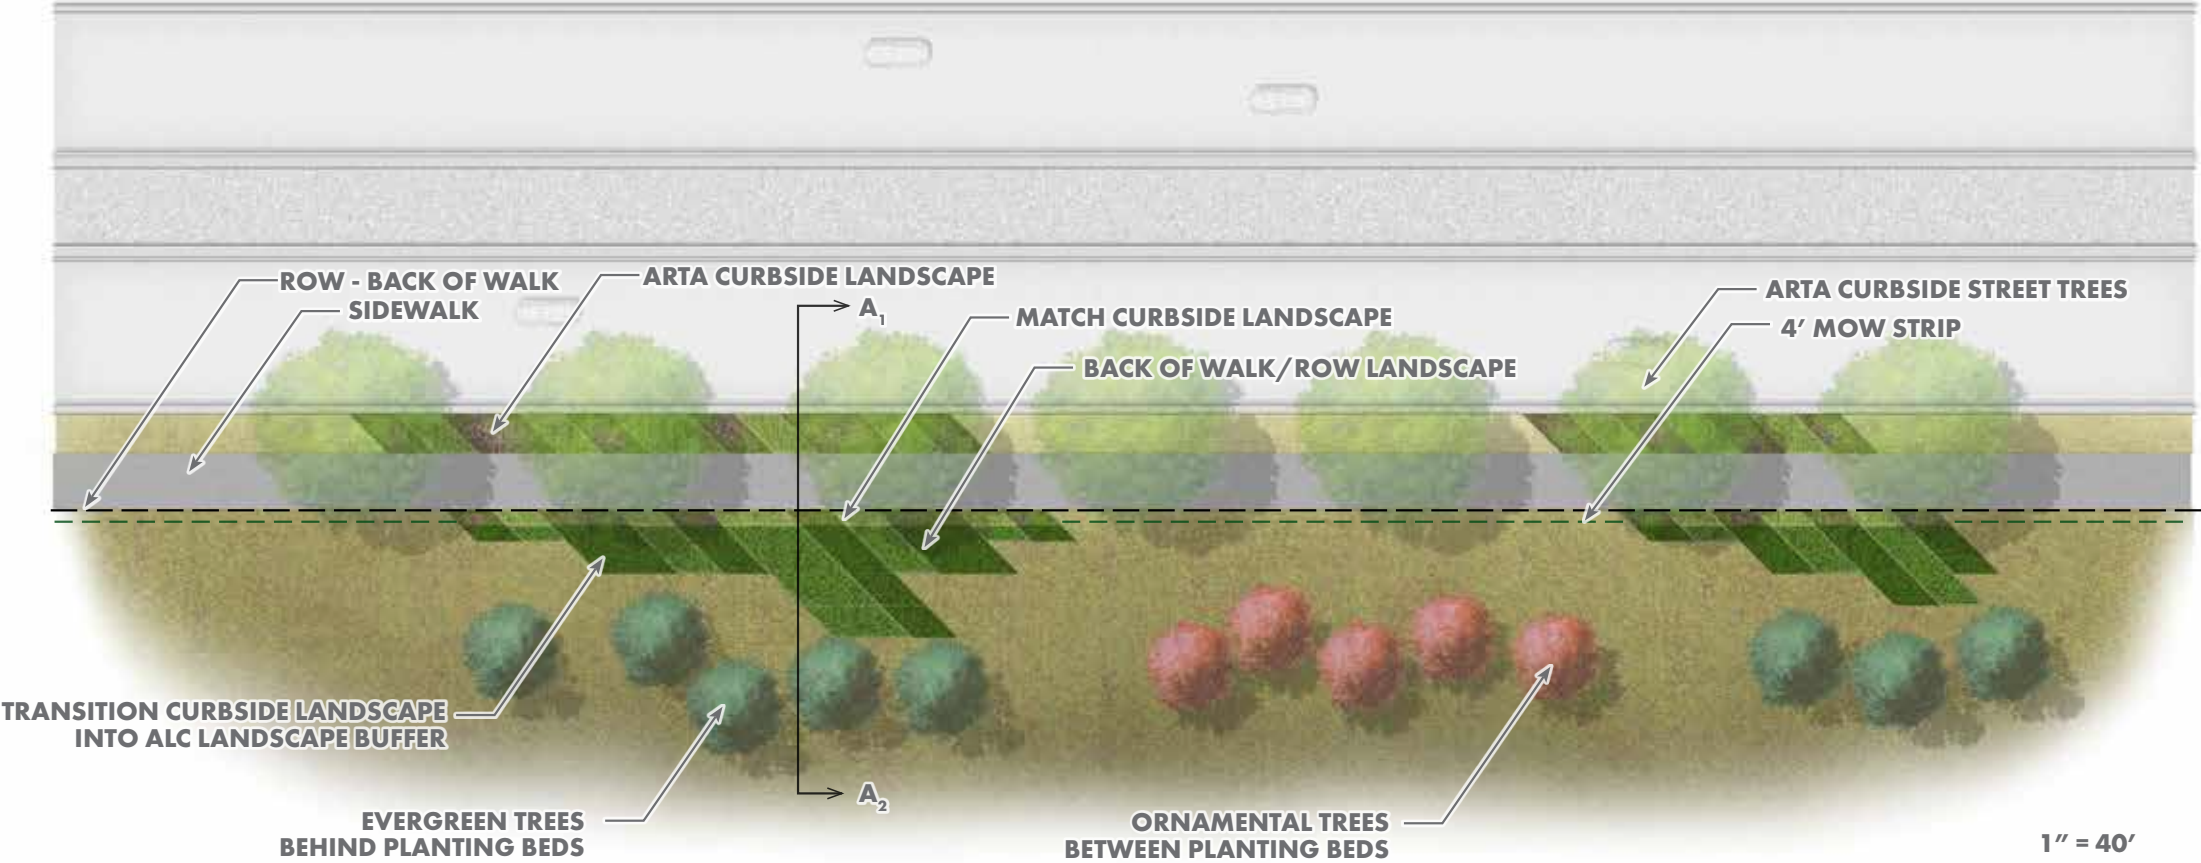 ROW - BACK OF WALK
SIDEWALK
ARTA CURBSIDE LANDSCAPE
A₁
MATCH CURBSIDE LANDSCAPE
BACK OF WALK/ROW LANDSCAPE
ARTA CURBSIDE STREET TREES
4’ MOW STRIP
TRANSITION CURBSIDE LANDSCAPE
INTO ALC LANDSCAPE BUFFER
EVERGREEN TREES
BEHIND PLANTING BEDS
A₂
ORNAMENTAL TREES
BETWEEN PLANTING BEDS
1” = 40’